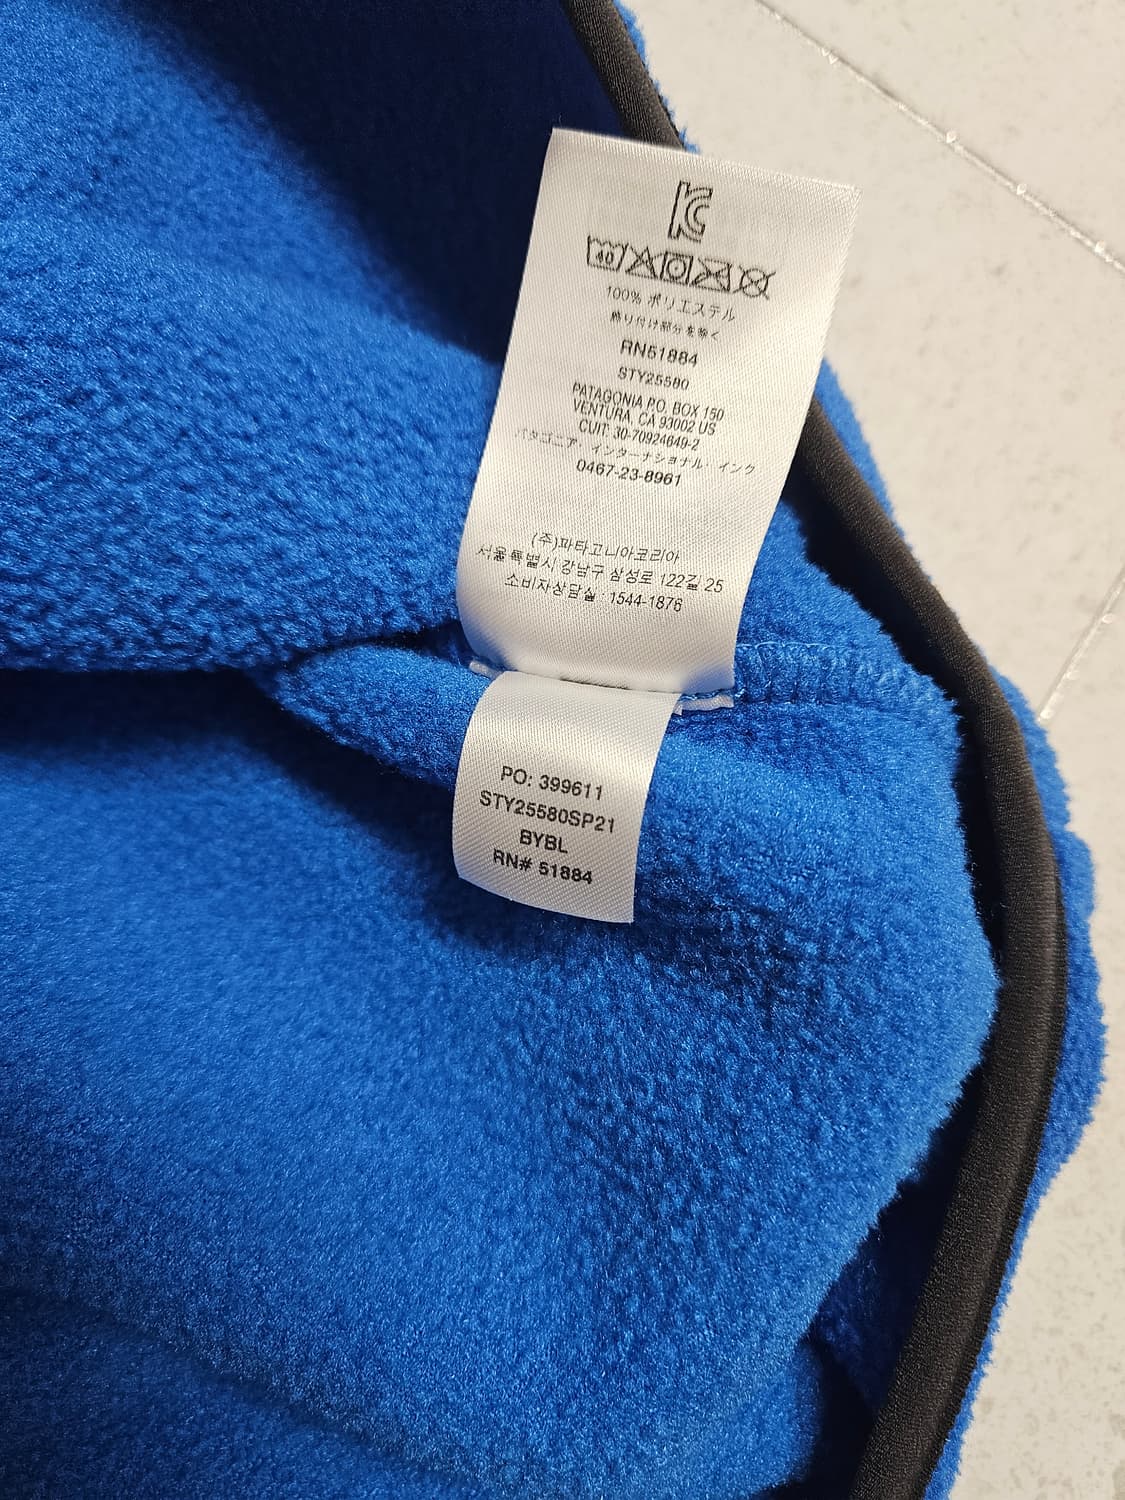 KC
40
100% ポリエステル
飾り付け部分を除く
RN51884
STY25580
PATAGONIA P.O. BOX 150
VENTURA, CA 93002 US
CUIT: 30-70924649-2
パタゴニア・インターナショナル・インク
0467-23-8961
(주)파타고니아코리아
서울특별시 강남구 삼성로 122길 25
소비자상담실 : 1544-1876
PO: 399611
STY25580SP21
BYBL
RN# 51884